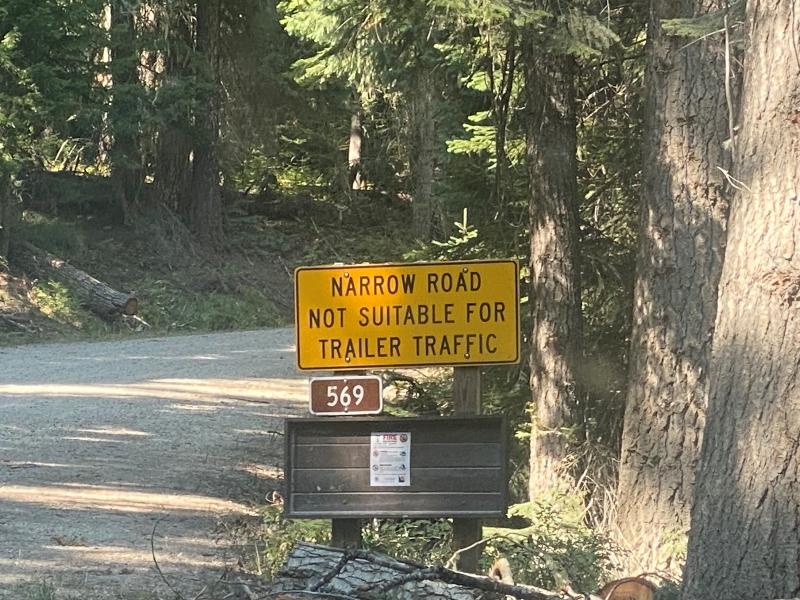 NARROW ROAD
NOT SUITABLE FOR
TRAILER TRAFFIC
569
FIRE